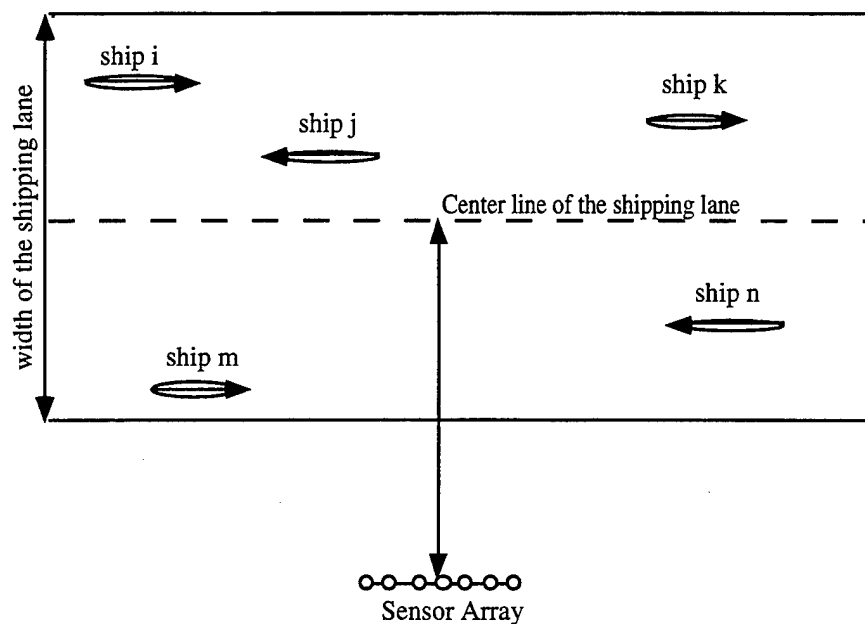 ship i
ship k
ship j
Center line of the shipping lane
width of the shipping lane
ship n
ship m
Sensor Array